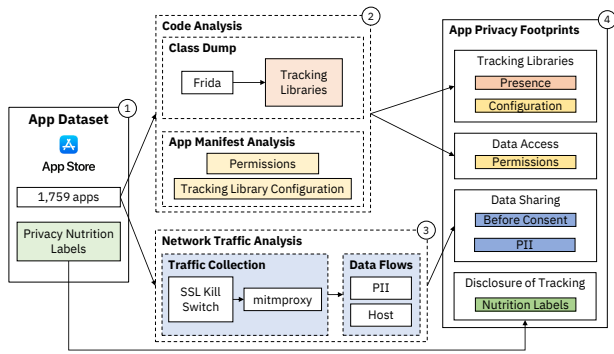 1
App Dataset
App Store
1,759 apps
Privacy Nutrition
Labels
2
Code Analysis
Class Dump
Frida
Tracking
Libraries
App Manifest Analysis
Permissions
Tracking Library Configuration
3
Network Traffic Analysis
Traffic Collection
SSL Kill
Switch
mitmproxy
Data Flows
PII
Host
4
App Privacy Footprints
Tracking Libraries
Presence
Configuration
Data Access
Permissions
Data Sharing
Before Consent
PII
Disclosure of Tracking
Nutrition Labels